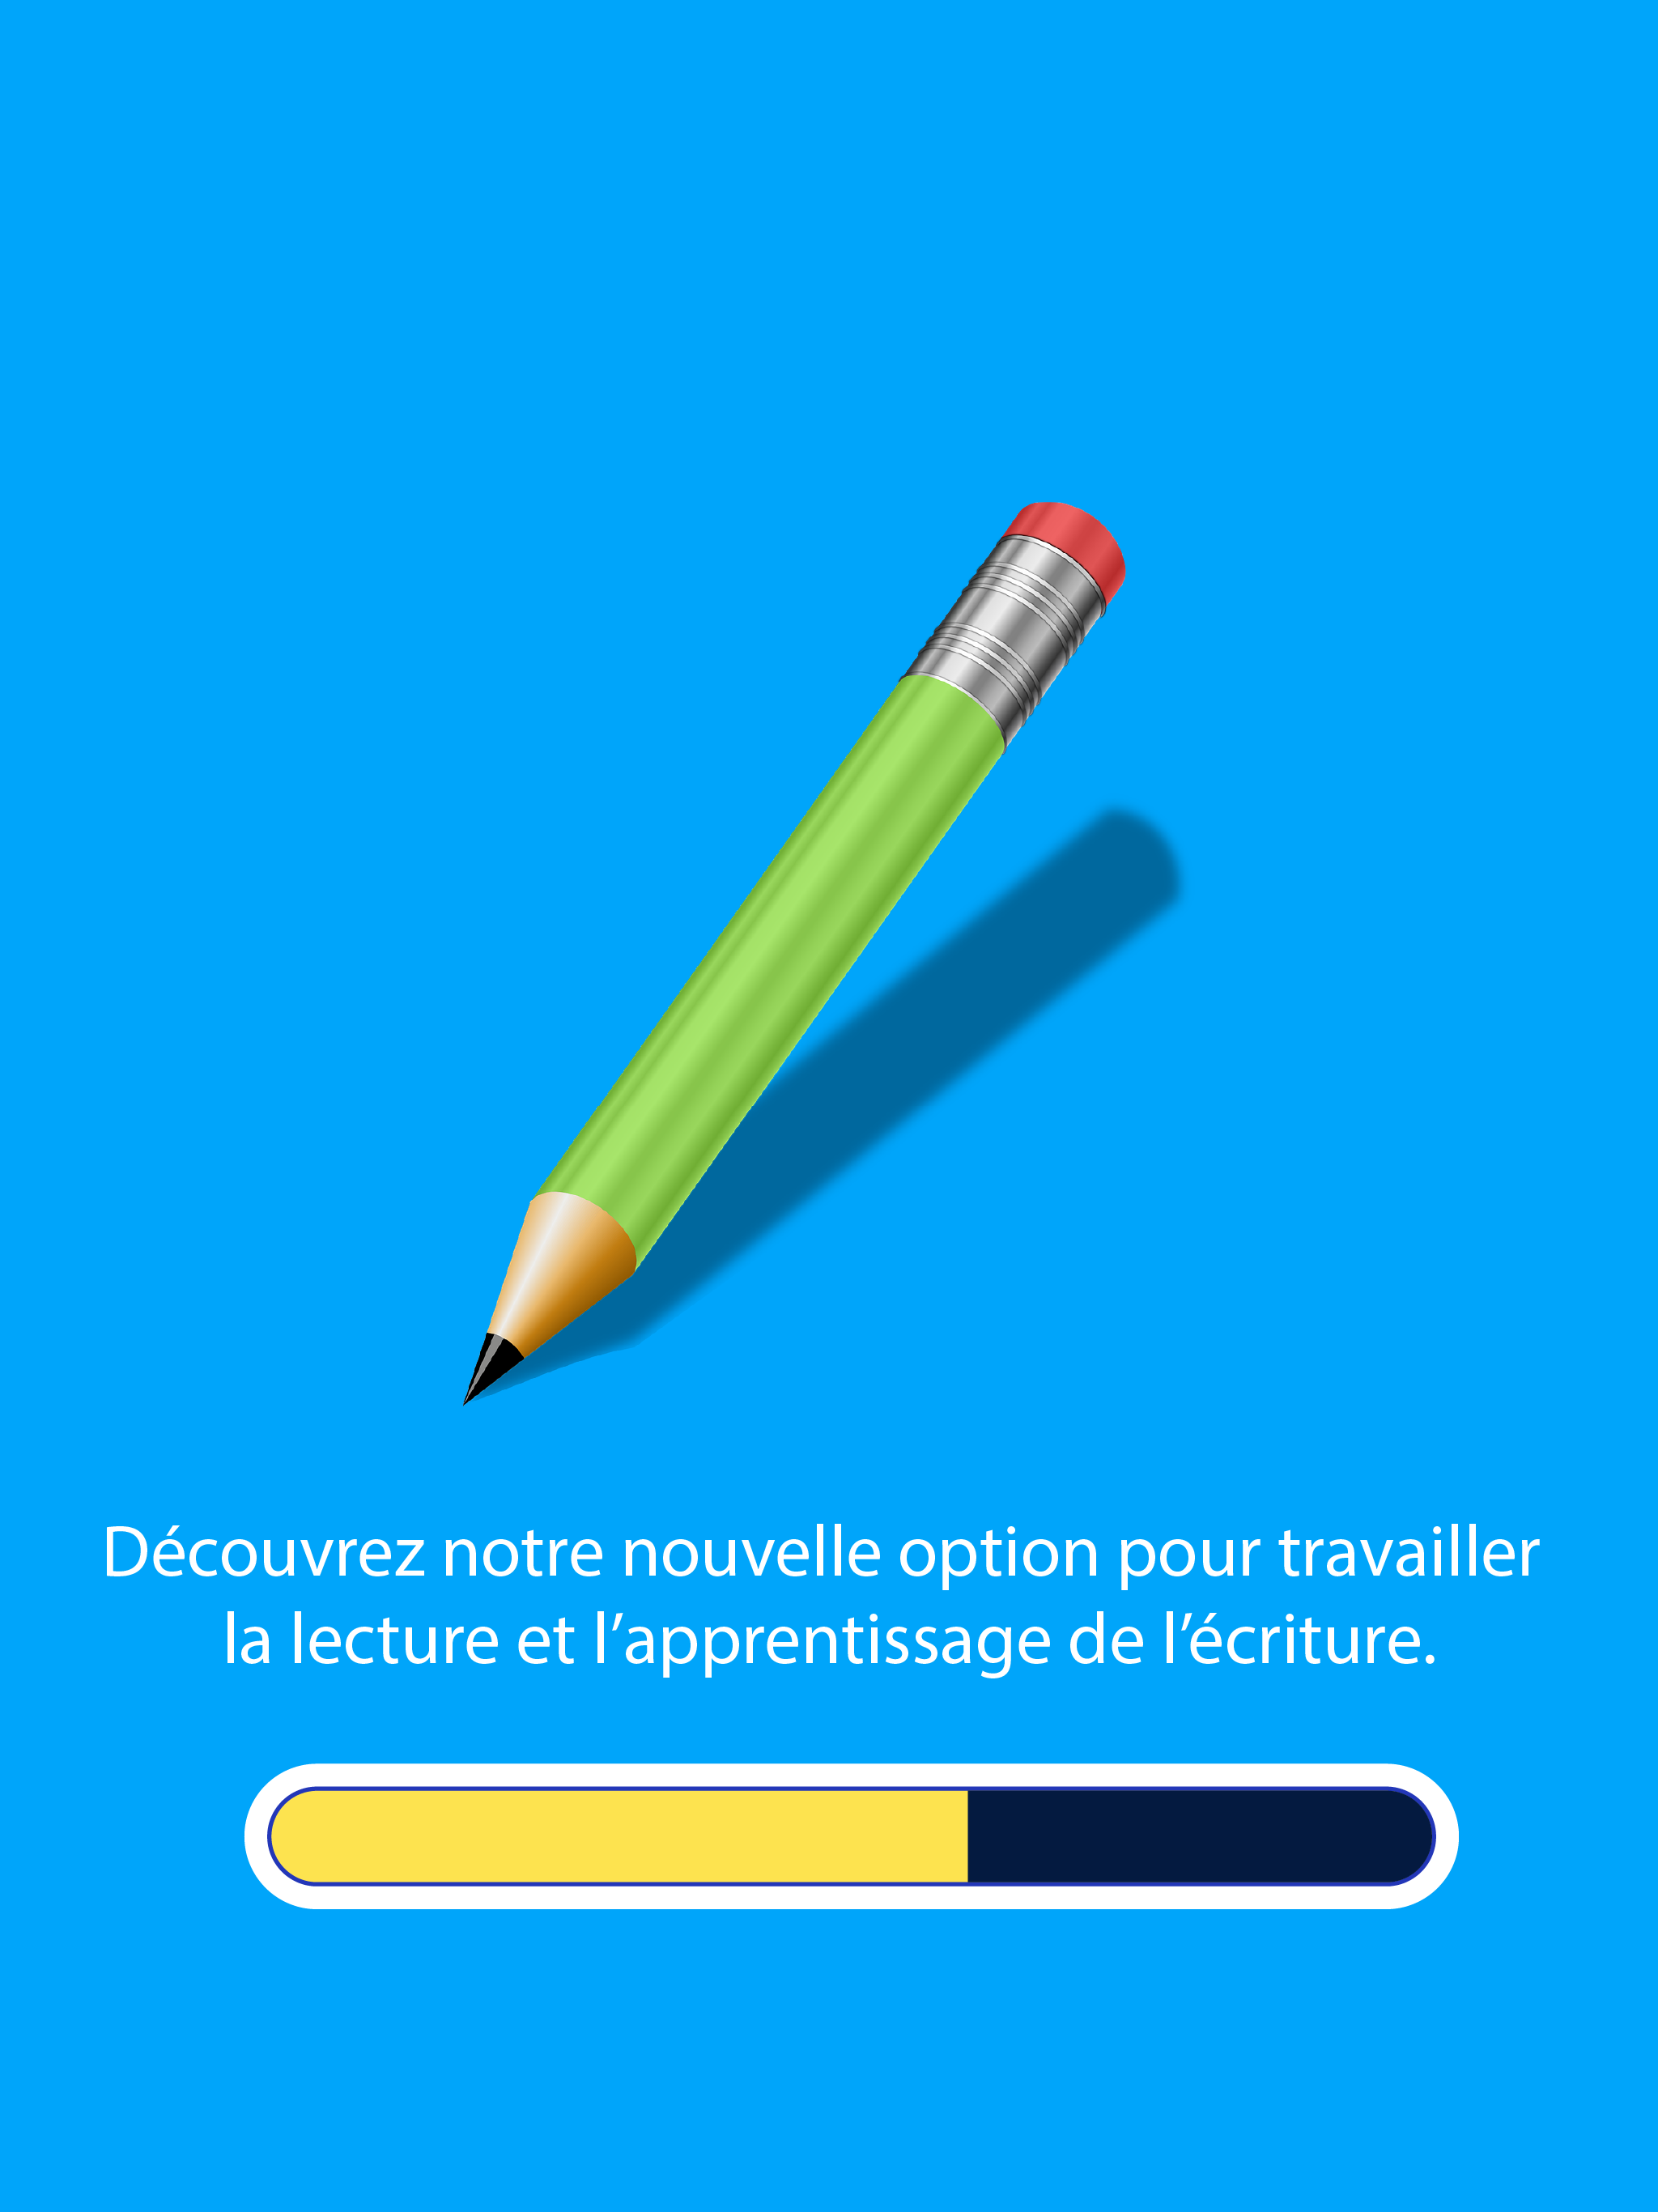 Découvrez notre nouvelle option pour travailler
la lecture et l’apprentissage de l’écriture.